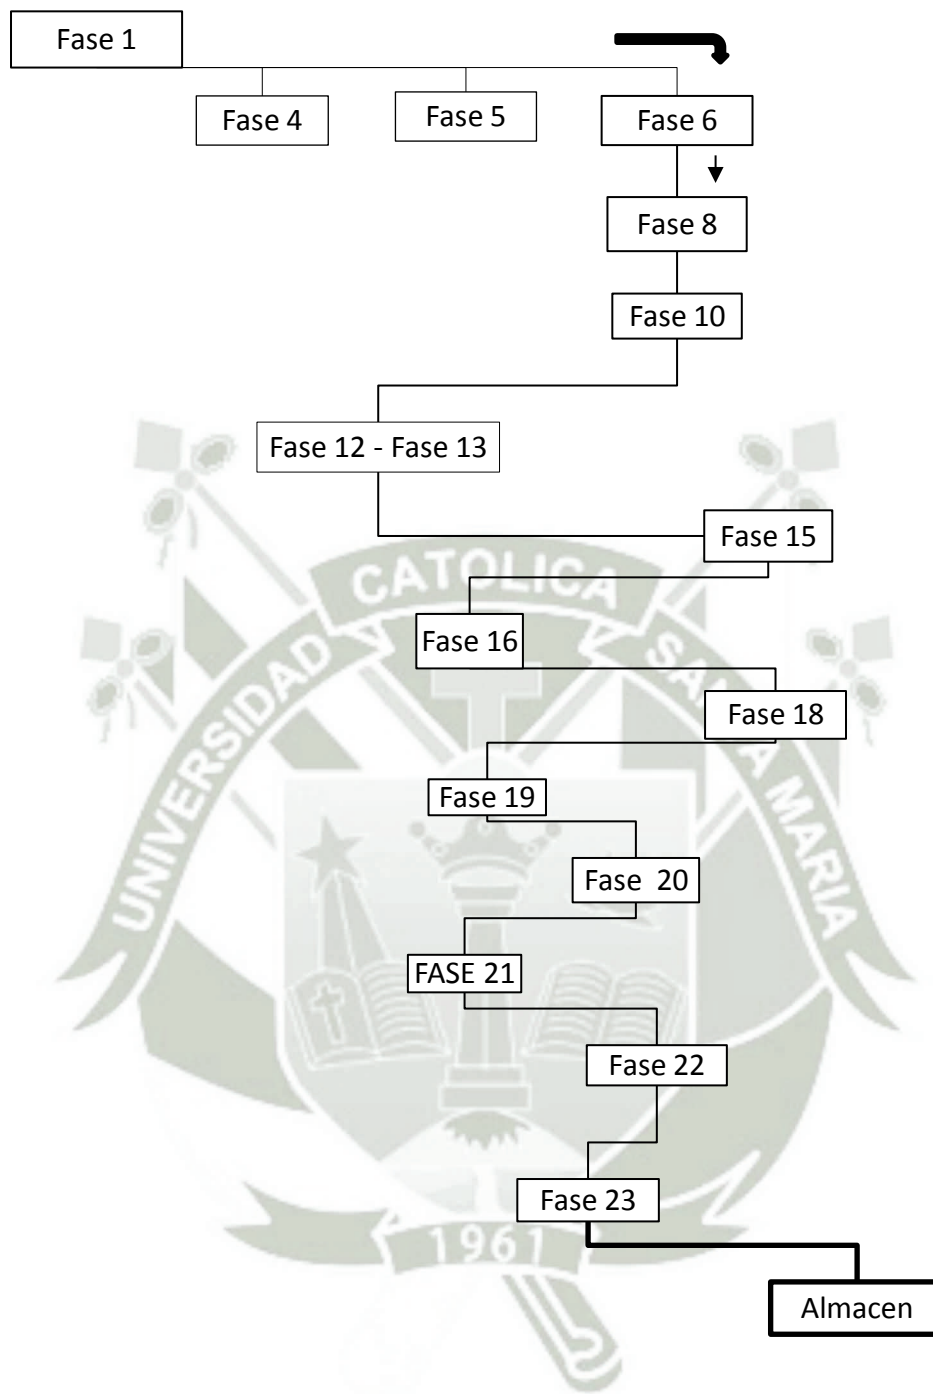 Fase 1
Fase 4
Fase 5
Fase 6
Fase 8
Fase 10
Fase 12 - Fase 13
Fase 15
Fase 16
Fase 18
Fase 19
Fase  20
FASE 21
Fase 22
Fase 23
Almacen
UNIVERSIDAD CATOLICA SANTA MARIA
1961